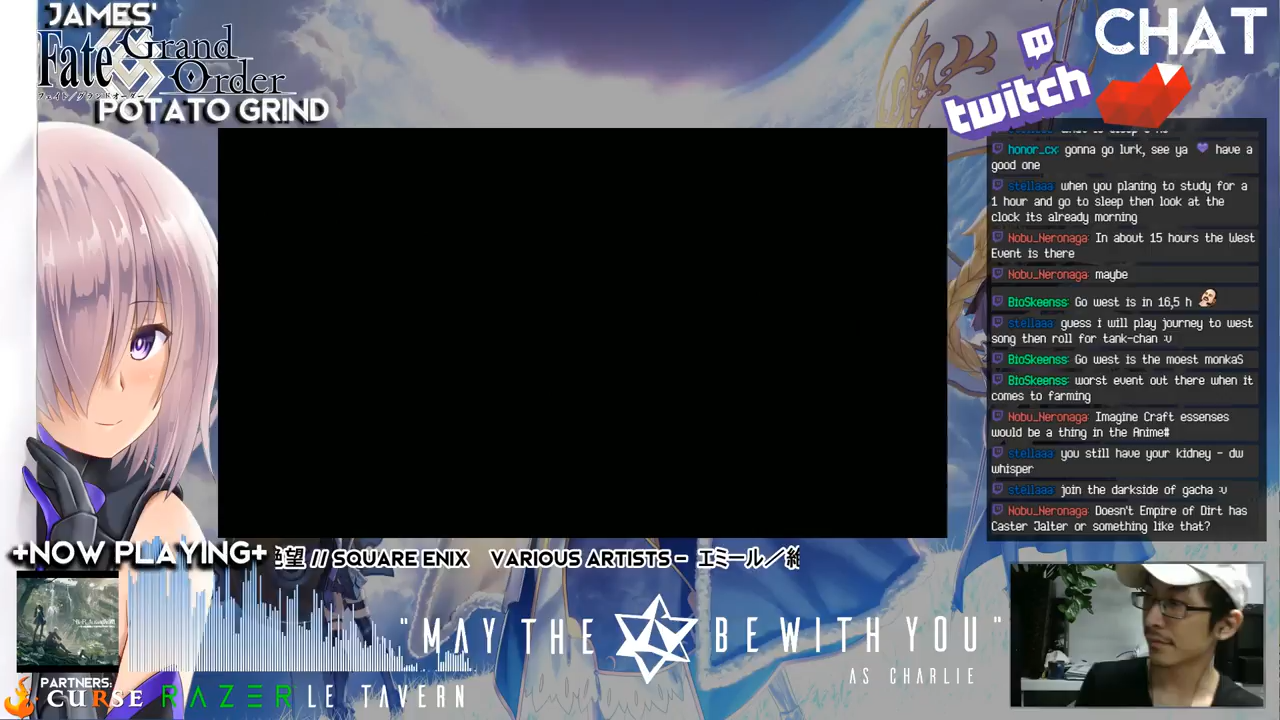 JAMES'
Fate Grand Order
フェイト/グランドオーダー
POTATO GRIND
CHAT
twitch
honor_cx: gonna go lurk, see ya 💜 have a
good one
stellaaa: when you planing to study for a
1 hour and go to sleep then look at the
clock its already morning
Nobu_Neronaga: In about 15 hours the West
Event is there
Nobu_Neronaga: maybe
BioSkeenss: Go west is in 16,5 h
stellaaa: guess i will play journey to west
song then roll for tank-chan :v
BioSkeenss: Go west is the moest monkaS
BioSkeenss: worst event out there when it
comes to farming
Nobu_Neronaga: Imagine Craft essenses
would be a thing in the Anime#
stellaaa: you still have your kidney - dw
whisper
stellaaa: join the darkside of gacha :v
Nobu_Neronaga: Doesn't Empire of Dirt has
Caster Jalter or something like that?
+NOW PLAYING+
絶望 // SQUARE ENIX VARIOUS ARTISTS - エミール/絶
"MAY THE BE WITH YOU"
AS CHARLIE
PARTNERS:
CURSE RAZER LE TAVERN